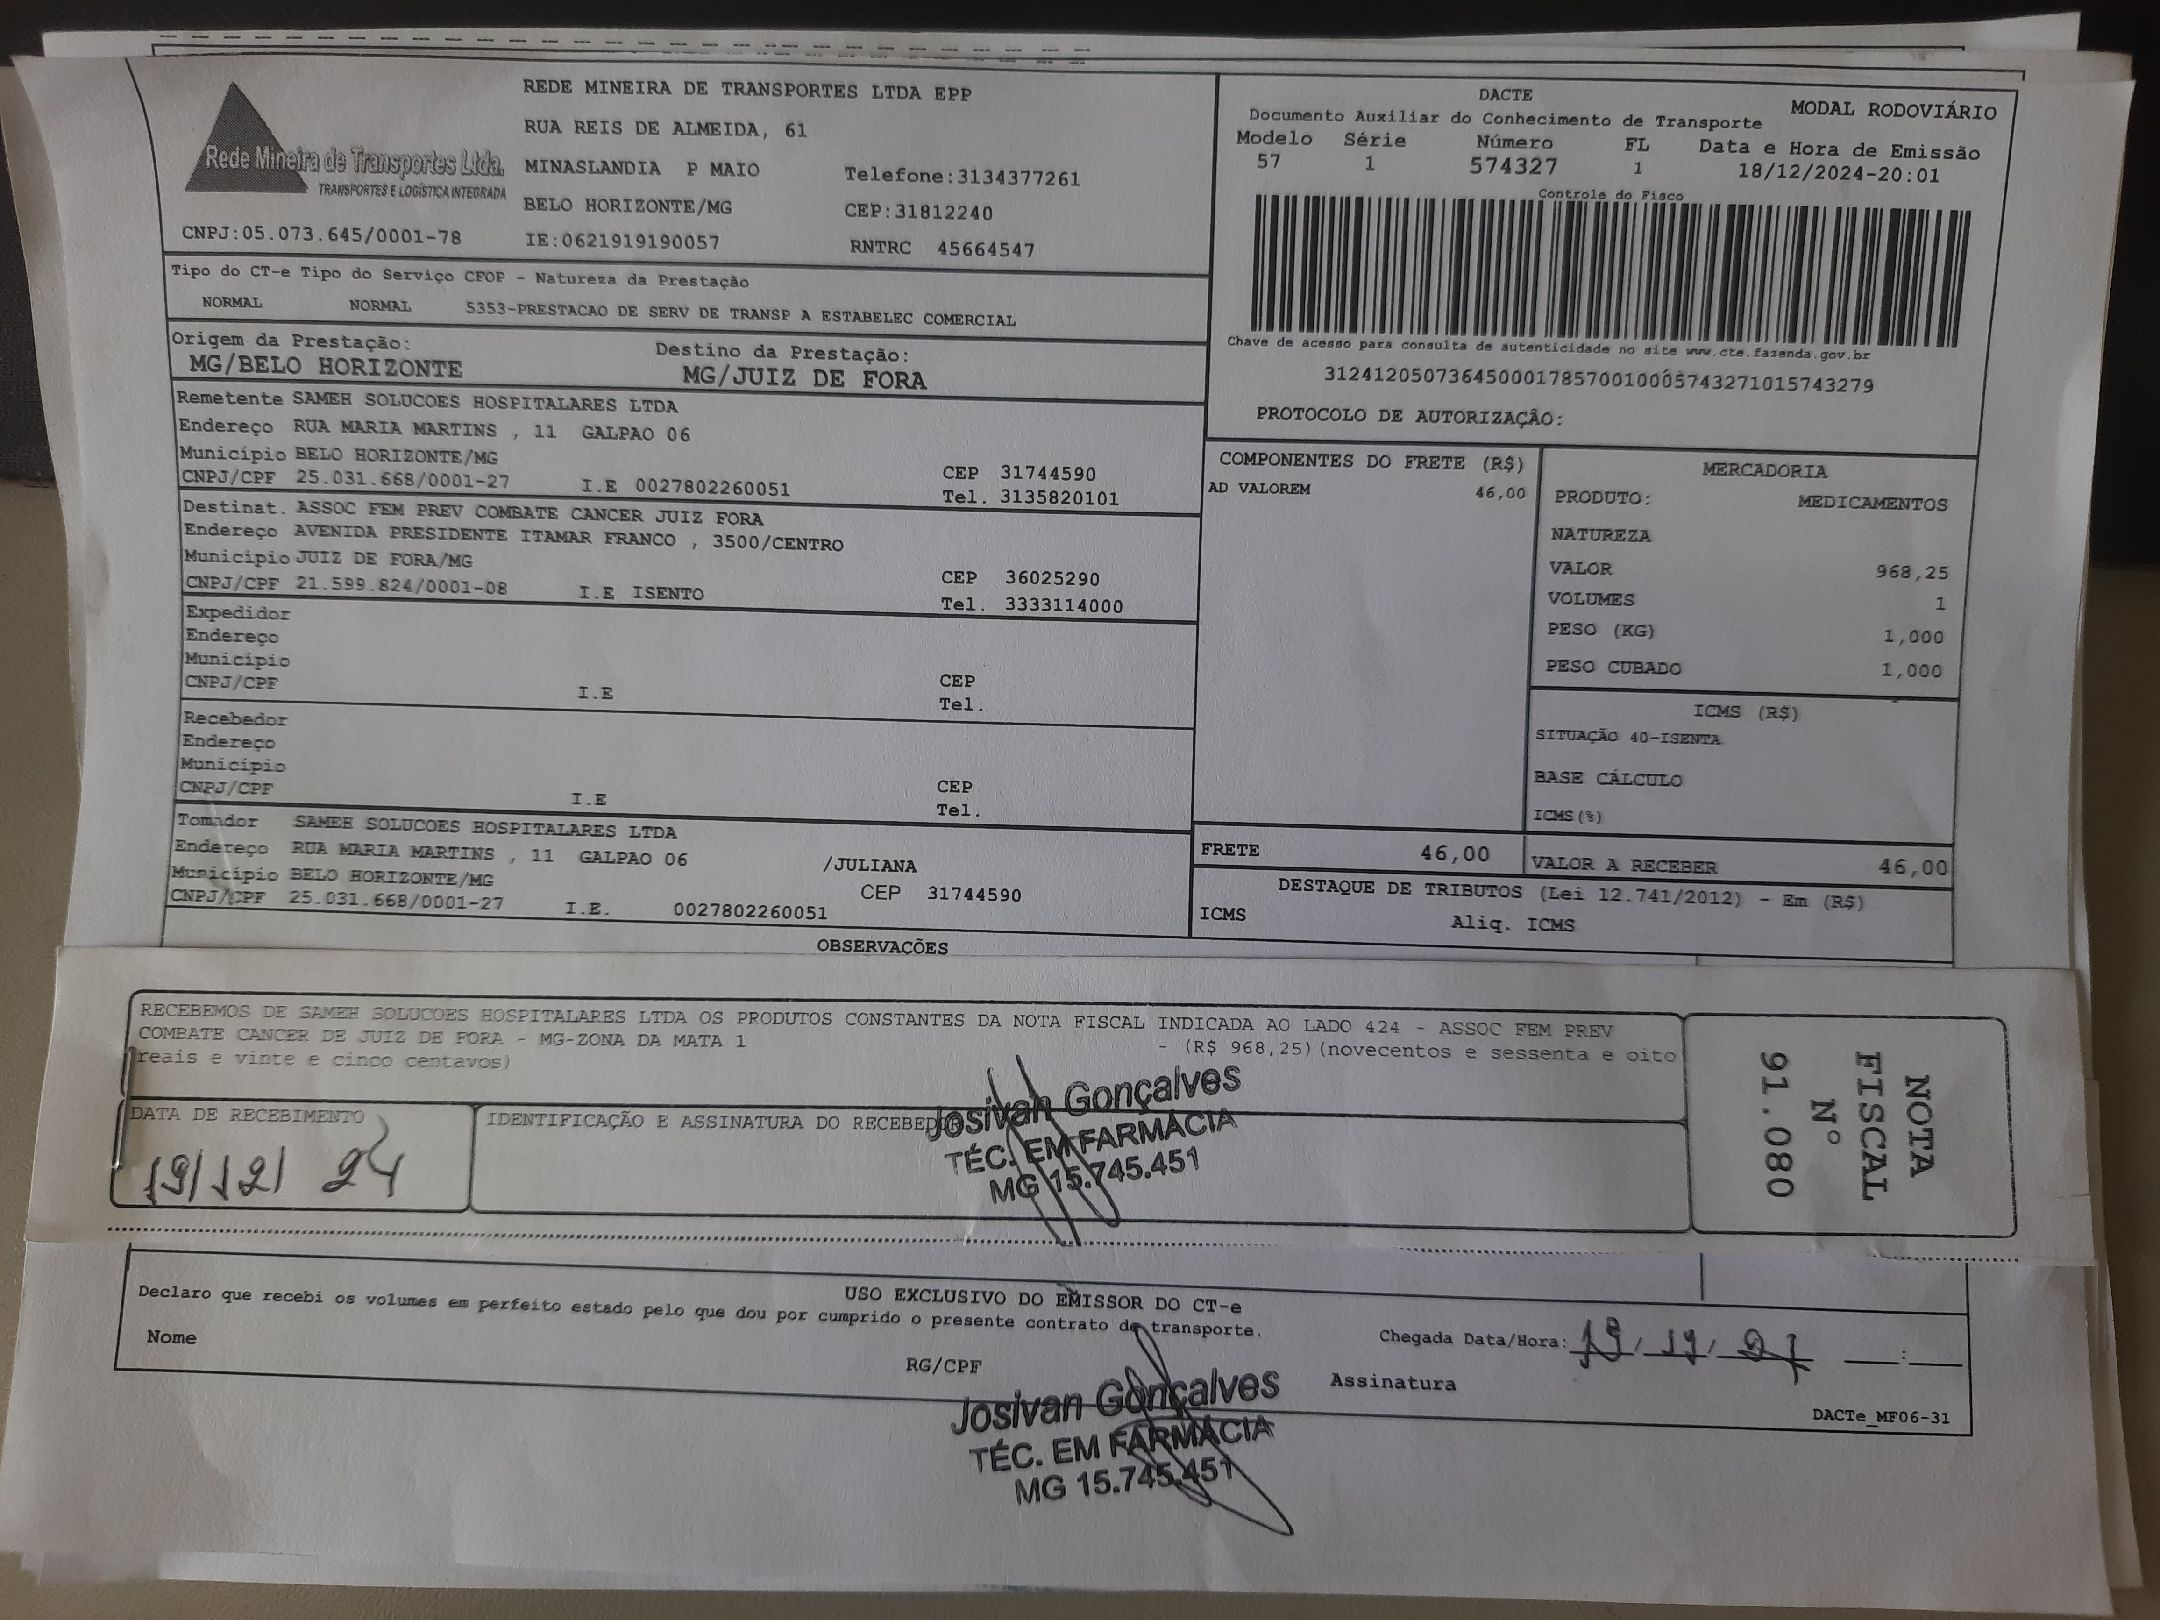 REDE MINEIRA DE TRANSPORTES LTDA EPP
RUA REIS DE ALMEIDA, 61
Rede Mineira de Transportes Ltda.
TRANSPORTES E LOGÍSTICA INTEGRADA
MINASLANDIA P MAIO Telefone:3134377261
BELO HORIZONTE/MG CEP:31812240
CNPJ:05.073.645/0001-78 IE:0621919190057 RNTRC 45664547
DACTE MODAL RODOVIÁRIO
Documento Auxiliar do Conhecimento de Transporte
Modelo Série Número FL Data e Hora de Emissão
57 1 574327 1 18/12/2024-20:01
Controle do Fisco
Chave de acesso para consulta de autenticidade no site www.cte.fazenda.gov.br
31241205073645000178570010005743271015743279
PROTOCOLO DE AUTORIZAÇÂO:
Tipo do CT-e Tipo do Serviço CFOP - Natureza da Prestação
NORMAL NORMAL 5353-PRESTACAO DE SERV DE TRANSP A ESTABELEC COMERCIAL
Origem da Prestação: Destino da Prestação:
MG/BELO HORIZONTE MG/JUIZ DE FORA
Remetente SAMEH SOLUCOES HOSPITALARES LTDA
Endereço RUA MARIA MARTINS , 11 GALPAO 06
Município BELO HORIZONTE/MG CEP 31744590
CNPJ/CPF 25.031.668/0001-27 I.E 0027802260051 Tel. 3135820101
Destinat. ASSOC FEM PREV COMBATE CANCER JUIZ FORA
Endereço AVENIDA PRESIDENTE ITAMAR FRANCO , 3500/CENTRO
Município JUIZ DE FORA/MG CEP 36025290
CNPJ/CPF 21.599.824/0001-08 I.E ISENTO Tel. 3333114000
Expedidor
Endereço
Município
CNPJ/CPF I.E CEP
Tel.
Recebedor
Endereço
Município
CNPJ/CPF I.E CEP
Tel.
Tomador SAMEH SOLUCOES HOSPITALARES LTDA
Endereço RUA MARIA MARTINS , 11 GALPAO 06 /JULIANA
Município BELO HORIZONTE/MG CEP 31744590
CNPJ/CPF 25.031.668/0001-27 I.E. 0027802260051
COMPONENTES DO FRETE (R$)
AD VALOREM 46,00
MERCADORIA
PRODUTO: MEDICAMENTOS
NATUREZA
VALOR 968,25
VOLUMES 1
PESO (KG) 1,000
PESO CUBADO 1,000
ICMS (R$)
SITUAÇÃO 40-ISENTA
BASE CÁLCULO
ICMS(%)
FRETE 46,00 VALOR A RECEBER 46,00
DESTAQUE DE TRIBUTOS (Lei 12.741/2012) - Em (R$)
ICMS Aliq. ICMS
OBSERVAÇÕES
RECEBEMOS DE SAMEH SOLUCOES HOSPITALARES LTDA OS PRODUTOS CONSTANTES DA NOTA FISCAL INDICADA AO LADO 424 - ASSOC FEM PREV
COMBATE CANCER DE JUIZ DE FORA - MG-ZONA DA MATA 1 - (R$ 968,25)(novecentos e sessenta e oito
reais e vinte e cinco centavos)
DATA DE RECEBIMENTO IDENTIFICAÇÃO E ASSINATURA DO RECEBEDOR
19/12/ 24
Josivan Gonçalves
TÉC. EM FARMÁCIA
MG 15.745.451
NOTA
FISCAL
Nº
91.080
USO EXCLUSIVO DO EMISSOR DO CT-e
Declaro que recebi os volumes em perfeito estado pelo que dou por cumprido o presente contrato de transporte.
Nome RG/CPF Chegada Data/Hora:
Assinatura
Josivan Gonçalves
TÉC. EM FARMÁCIA
MG 15.745.451
DACTe_MF06-31